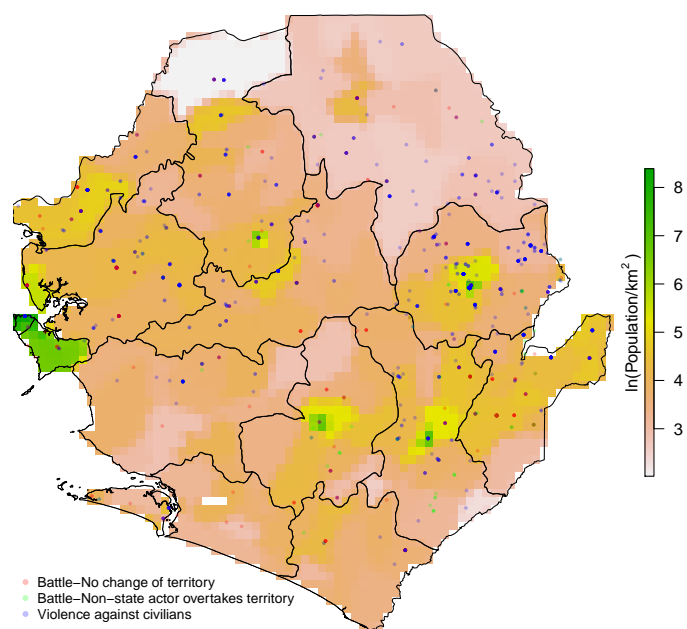 8
7
6
5
4
3
ln(Population/km²)
Battle−No change of territory
Battle−Non−state actor overtakes territory
Violence against civilians